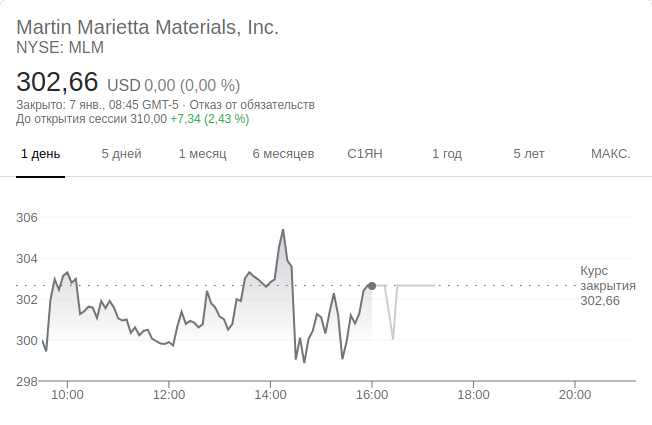 Martin Marietta Materials, Inc.
NYSE: MLM
302,66 USD 0,00 (0,00 %)
Закрыто: 7 янв., 08:45 GMT-5 · Отказ от обязательств
До открытия сессии 310,00 +7,34 (2,43 %)
1 день 5 дней 1 месяц 6 месяцев С1ЯН 1 год 5 лет МАКС.
306
304
302
300
298
Курс
закрытия
302,66
10:00 12:00 14:00 16:00 18:00 20:00